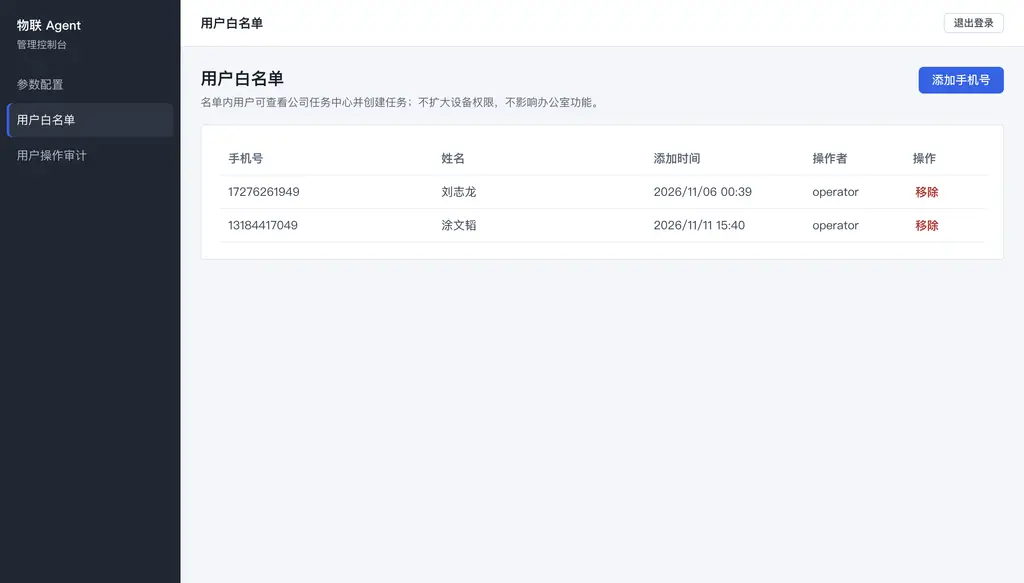 物联 Agent
管理控制台
参数配置
用户白名单
用户操作审计
用户白名单
退出登录
用户白名单
添加手机号
名单内用户可查看公司任务中心并创建任务；不扩大设备权限，不影响办公室功能。
手机号 姓名 添加时间 操作者 操作
17276261949 刘志龙 2026/11/06 00:39 operator 移除
13184417049 涂文韬 2026/11/11 15:40 operator 移除